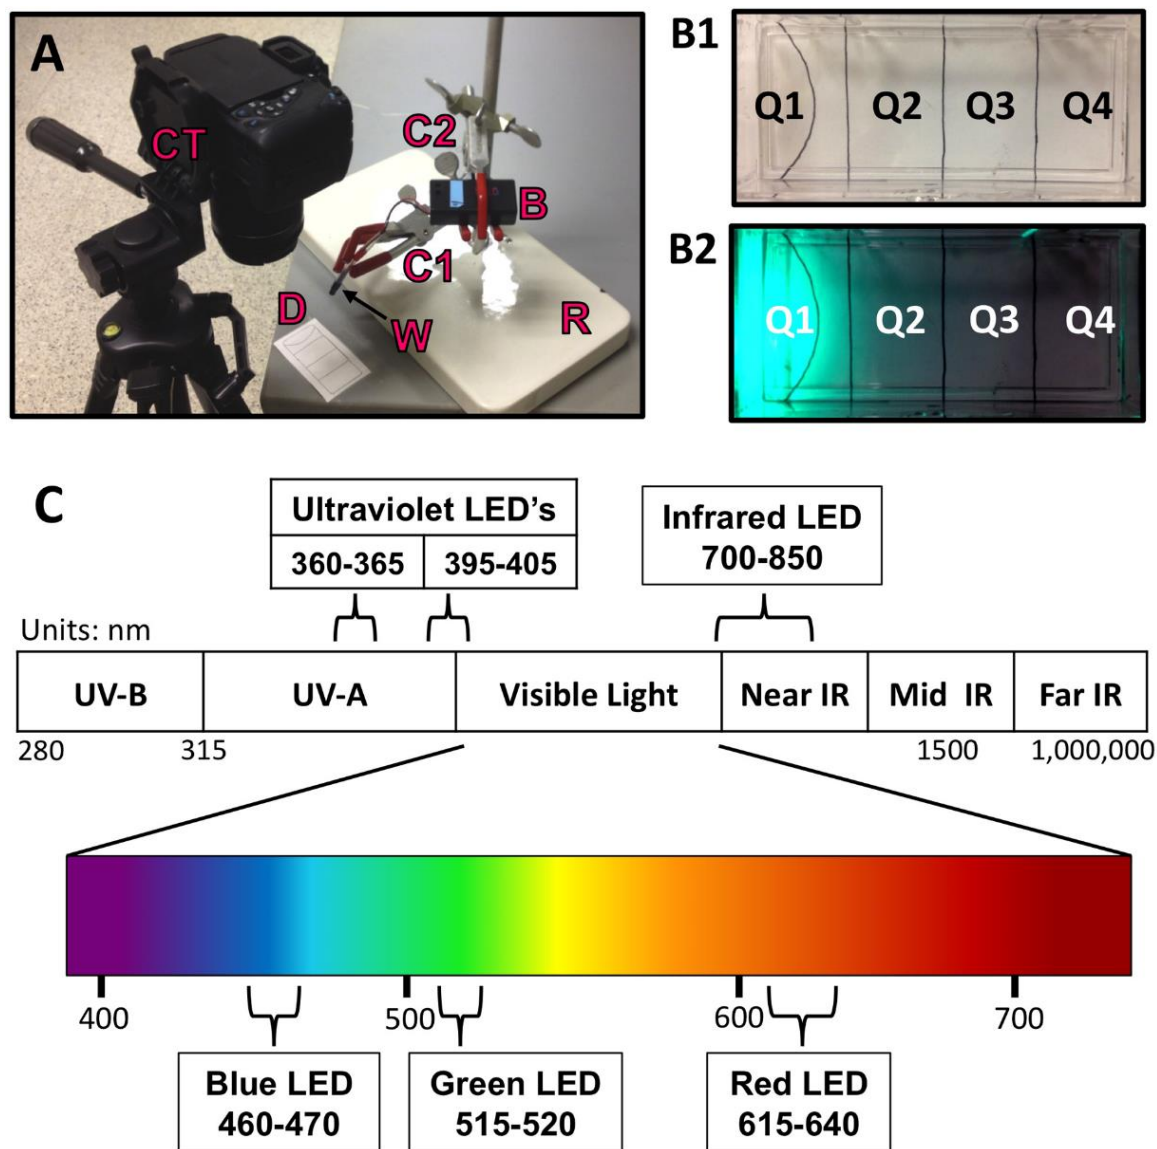 A
CT
C2
B
C1
D
W
R
B1
Q1 Q2 Q3 Q4
B2
Q1 Q2 Q3 Q4
C
Ultraviolet LED's
360-365 395-405
Infrared LED
700-850
Units: nm
UV-B UV-A Visible Light Near IR Mid IR Far IR
280 315 1500 1,000,000
400 500 600 700
Blue LED
460-470
Green LED
515-520
Red LED
615-640